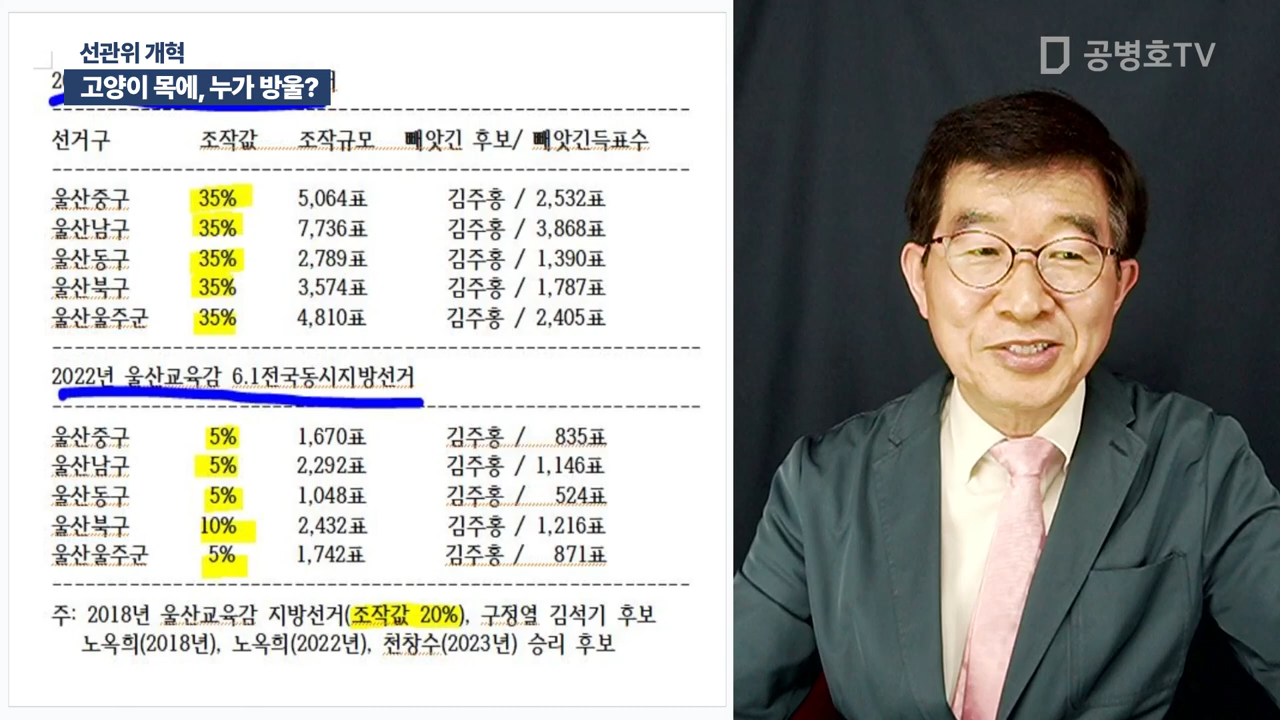 선관위 개혁
고양이 목에, 누가 방울?
공병호TV
선거구 조작값 조작규모 빼앗긴 후보/ 빼앗긴득표수
울산중구 35% 5,064표 김주홍 / 2,532표
울산남구 35% 7,736표 김주홍 / 3,868표
울산동구 35% 2,789표 김주홍 / 1,390표
울산북구 35% 3,574표 김주홍 / 1,787표
울산울주군 35% 4,810표 김주홍 / 2,405표
2022년 울산교육감 6.1전국동시지방선거
울산중구 5% 1,670표 김주홍 / 835표
울산남구 5% 2,292표 김주홍 / 1,146표
울산동구 5% 1,048표 김주홍 / 524표
울산북구 10% 2,432표 김주홍 / 1,216표
울산울주군 5% 1,742표 김주홍 / 871표
주: 2018년 울산교육감 지방선거(조작값 20%), 구정열 김석기 후보
노옥희(2018년), 노옥희(2022년), 천창수(2023년) 승리 후보